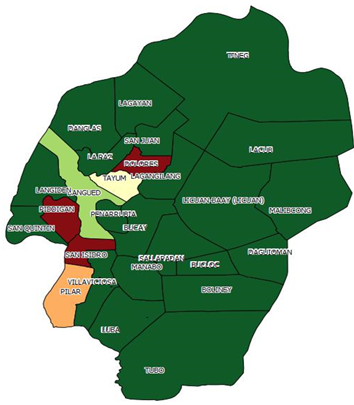 TINEG
LAGAYAN
DANGLAS
SAN JUAN
LACUB
LA PAZ
DOLORES
LAGANGILANG
TAYUM
LANGIDEN
BANGUED
LICUAN-BAAY (LICUAN)
PIDIGAN
MALIBCONG
PENARRUBIA
SAN QUINTIN
BUCAY
DAGUIOMAN
SAN ISIDRO
SALLAPADAN
BUCLOC
MANABO
VILLAVICIOSA
PILAR
BOLINEY
LUBA
TUBO